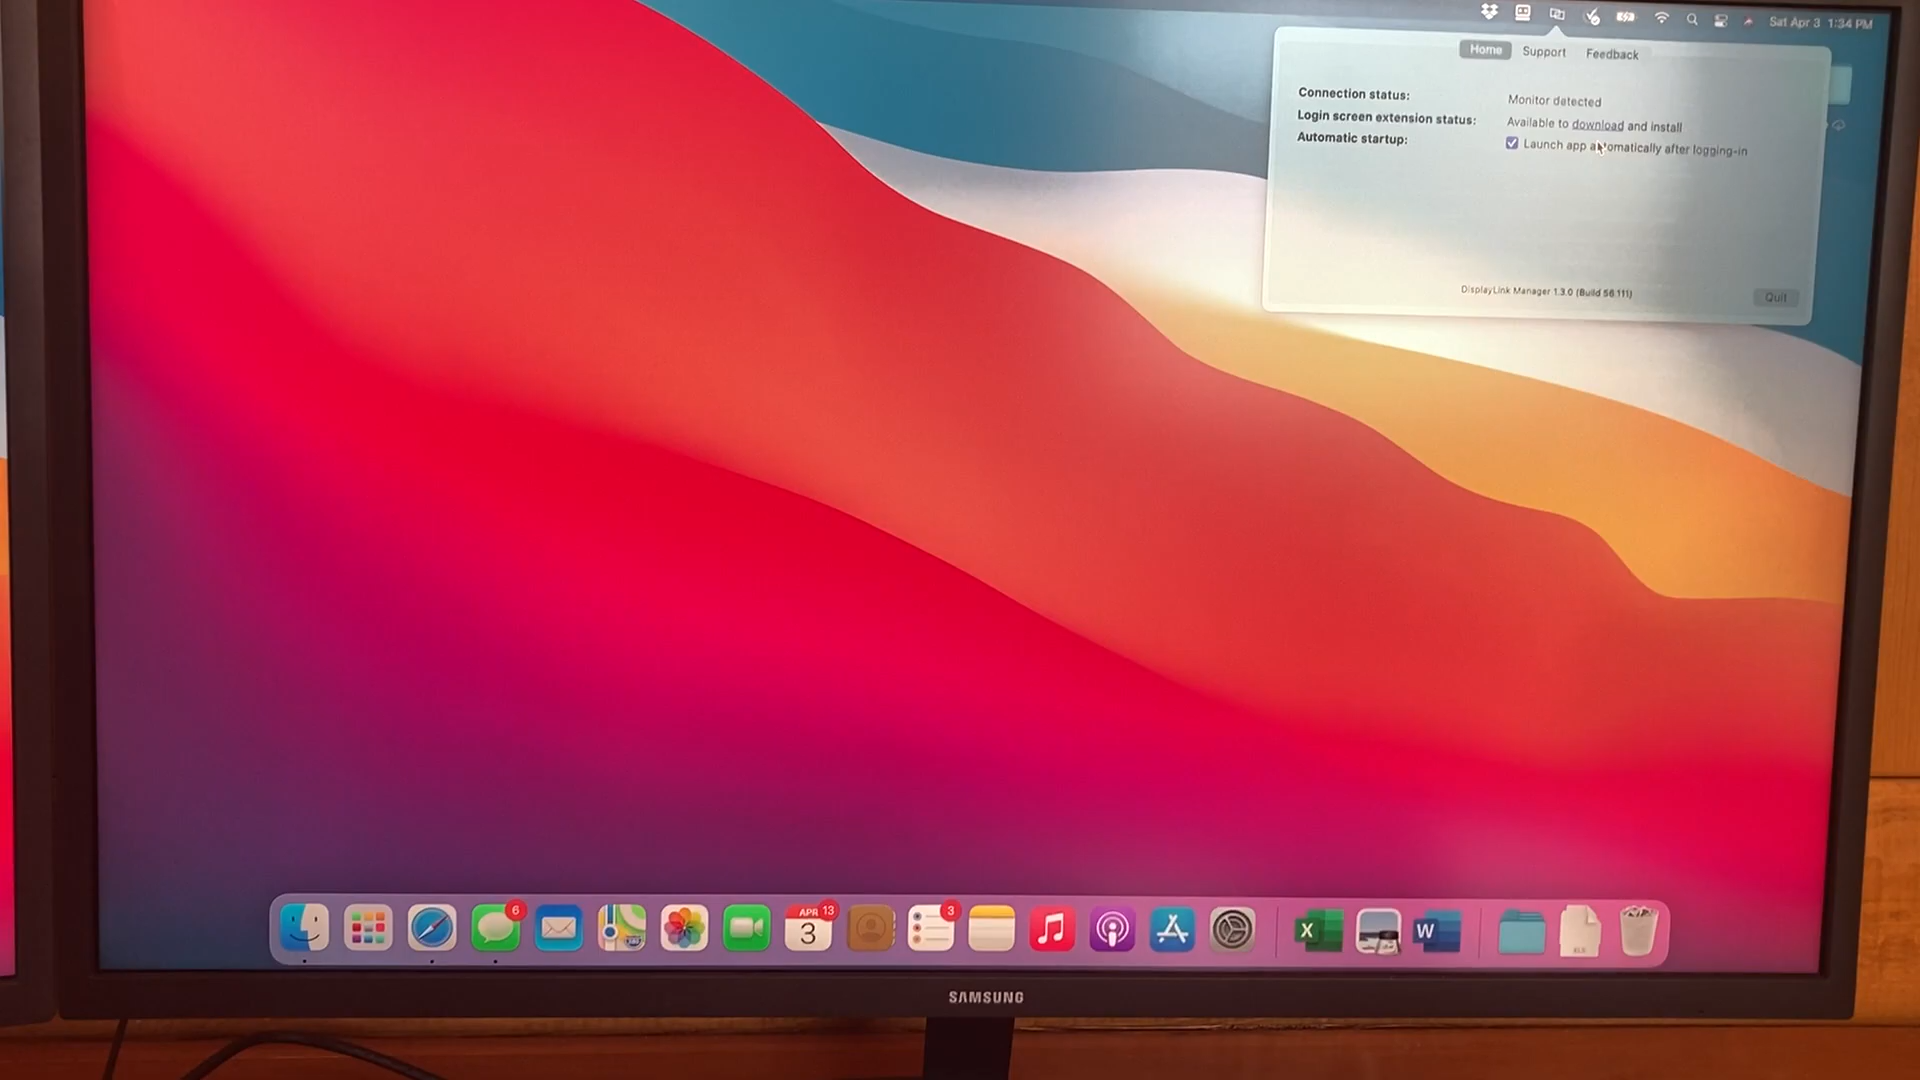 Sat Apr 3 1:34 PM
Home Support Feedback
Connection status: Monitor detected
Login screen extension status: Available to download and install
Automatic startup: Launch app automatically after logging-in
DisplayLink Manager 1.3.0 (Build 56.111)
Quit
6
APR 13
3
3
X
W
XLS
SAMSUNG